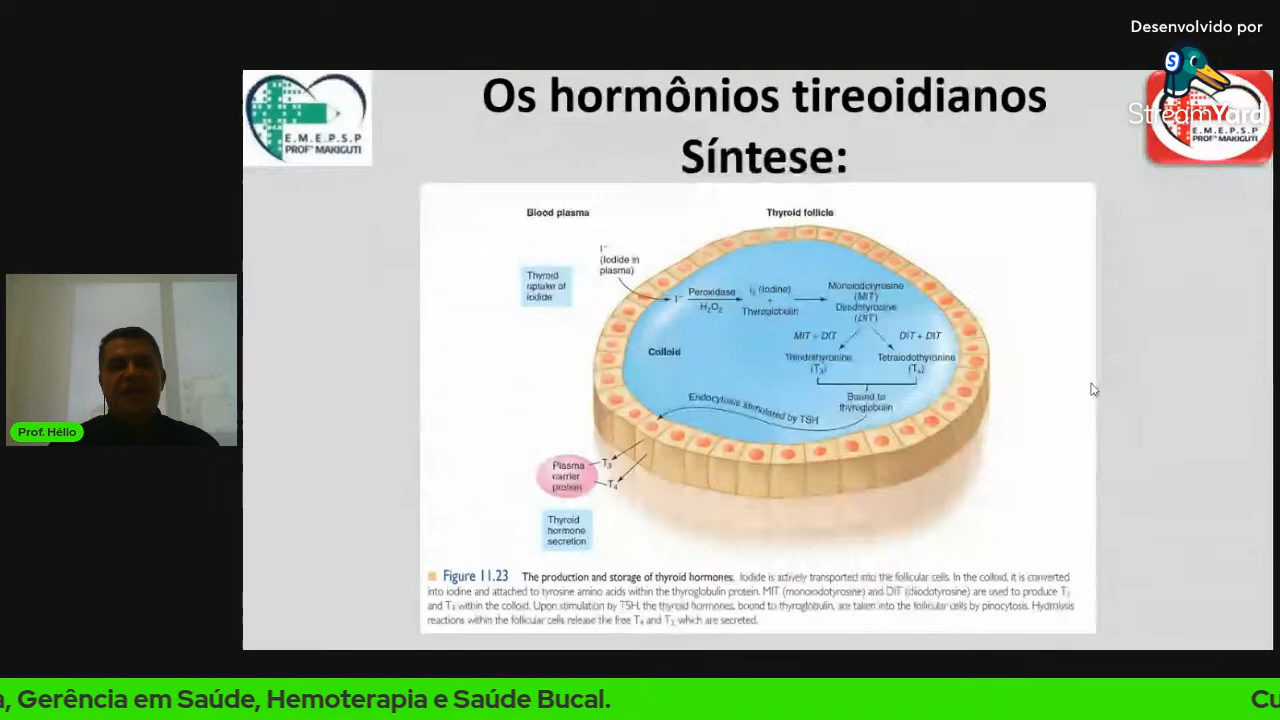 Desenvolvido por
StreamYard
E.M.E.P.S.P
PROFº MAKIGUTI
Os hormônios tireoidianos
Síntese:
E.M.E.P.S.P
PROFº MAKIGUTI
Blood plasma
Thyroid follicle
I⁻
(Iodide in
plasma)
Thyroid
uptake of
iodide
I⁻
Peroxidase
H₂O₂
I₂ (Iodine)
+
Thyreglobulin
Monoiodotyrosine
(MIT)
Diiodotyrosine
(DIT)
MIT + DIT
DIT + DIT
Triiodothyronine
(T₃)
Tetraiodothyronine
(T₄)
Colloid
Bound to
thyroglobulin
Endocytosis stimulated by TSH
Plasma
carrier
protein
T₃
T₄
Thyroid
hormone
secretion
Figure 11.23 The production and storage of thyroid hormones. Iodide is actively transported into the follicular cells. In the colloid, it is converted
into iodine and attached to tyrosine amino acids within the thyroglobulin protein. MIT (monoiodotyrosine) and DIT (diiodotyrosine) are used to produce T₃
and T₄ within the colloid. Upon stimulation by TSH, the thyroid hormones, bound to thyroglobulin, are taken into the follicular cells by pinocytosis. Hydrolysis
reactions within the follicular cells release the free T₄ and T₃, which are secreted.
Prof. Hélio
a, Gerência em Saúde, Hemoterapia e Saúde Bucal.
Cu